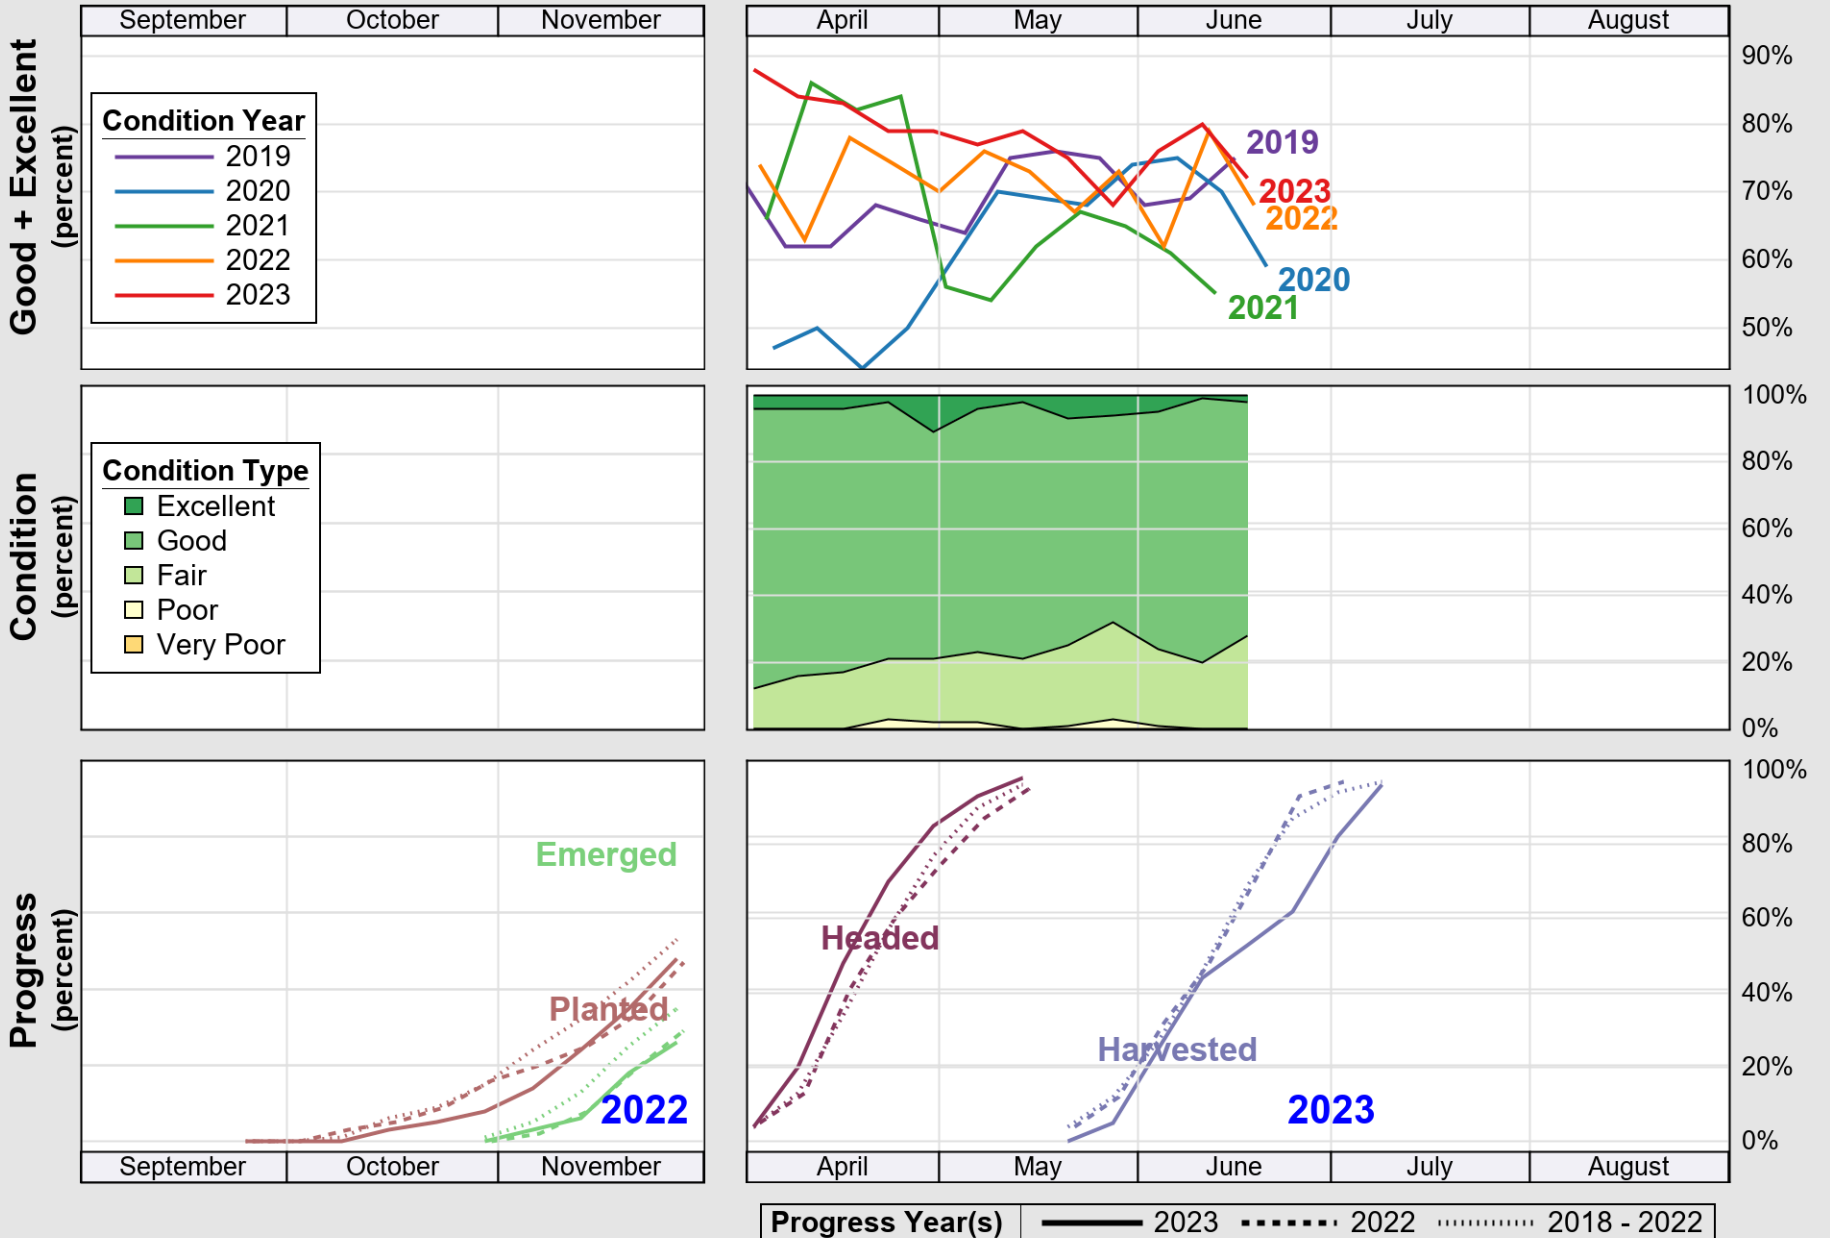 September October November April May June July August
Good + Excellent
(percent)
90%
80%
70%
60%
50%
Condition Year
2019
2020
2021
2022
2023
2019
2023
2022
2020
2021
Condition
(percent)
100%
80%
60%
40%
20%
0%
Condition Type
Excellent
Good
Fair
Poor
Very Poor
Progress
(percent)
100%
80%
60%
40%
20%
0%
Emerged
Planted
2022
Headed
Harvested
2023
September October November April May June July August
Progress Year(s) 2023 2022 2018 - 2022